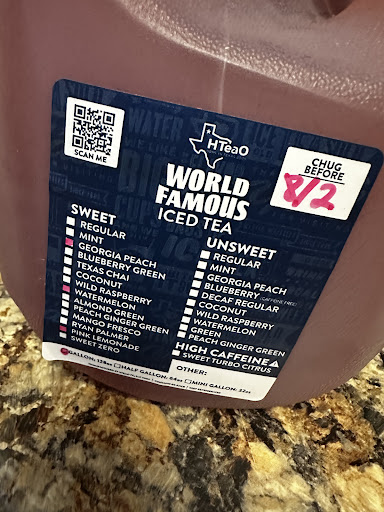 SCAN ME
HTeaO
CHUG
BEFORE
8/2
WORLD
FAMOUS
ICED TEA
SWEET
REGULAR
MINT
GEORGIA PEACH
BLUEBERRY GREEN
TEXAS CHAI
COCONUT
WILD RASPBERRY
WATERMELON
ALMOND GREEN
PEACH GINGER GREEN
MANGO FRESCO
RYAN PALMER
PINK LEMONADE
SWEET ZERO
UNSWEET
REGULAR
MINT
GEORGIA PEACH
BLUEBERRY (CAFFEINE FREE)
DECAF REGULAR
COCONUT
WILD RASPBERRY
WATERMELON
GREEN
PEACH GINGER GREEN
HIGH CAFFEINE
SWEET TURBO CITRUS
GALLON: 128oz HALF GALLON: 64oz MINI GALLON: 32oz
OTHER: